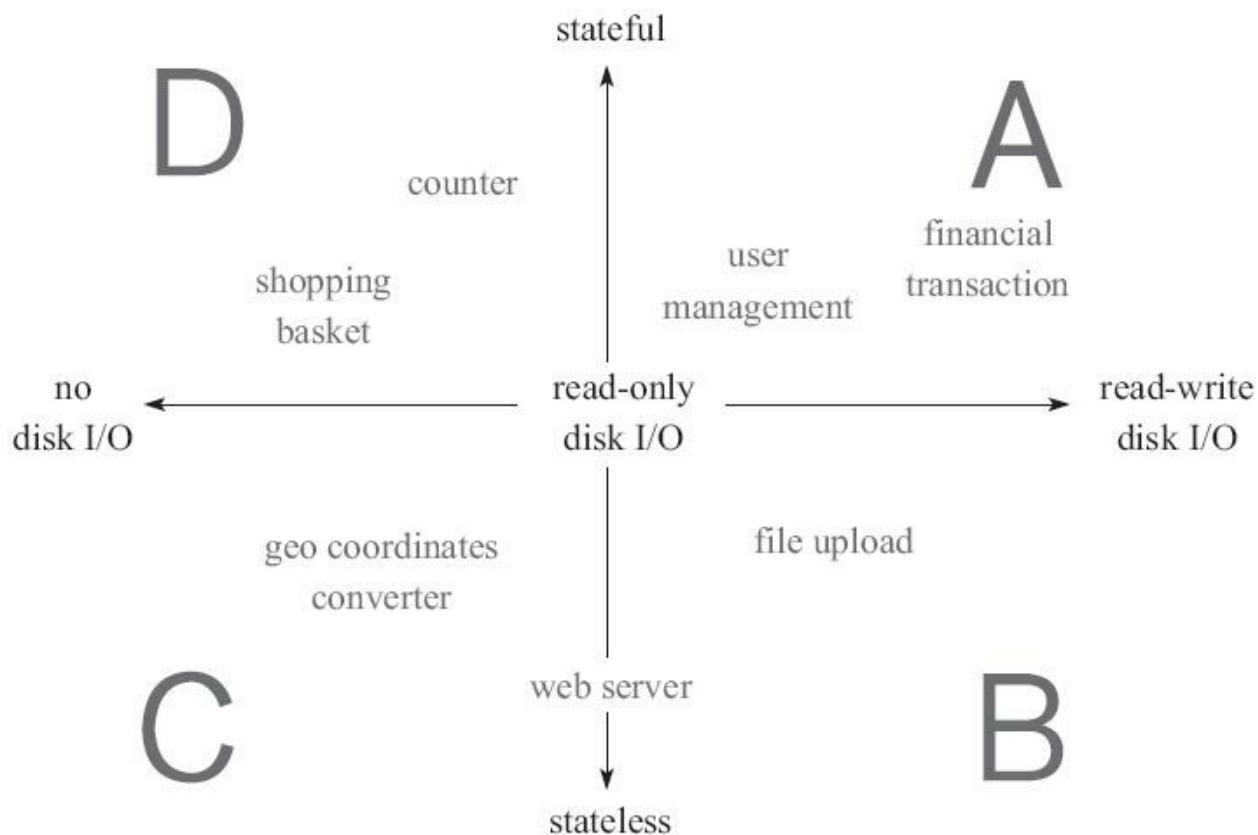 stateful
D
A
counter
financial
transaction
user
management
shopping
basket
no
disk I/O
read-only
disk I/O
read-write
disk I/O
geo coordinates
converter
file upload
C
web server
B
stateless